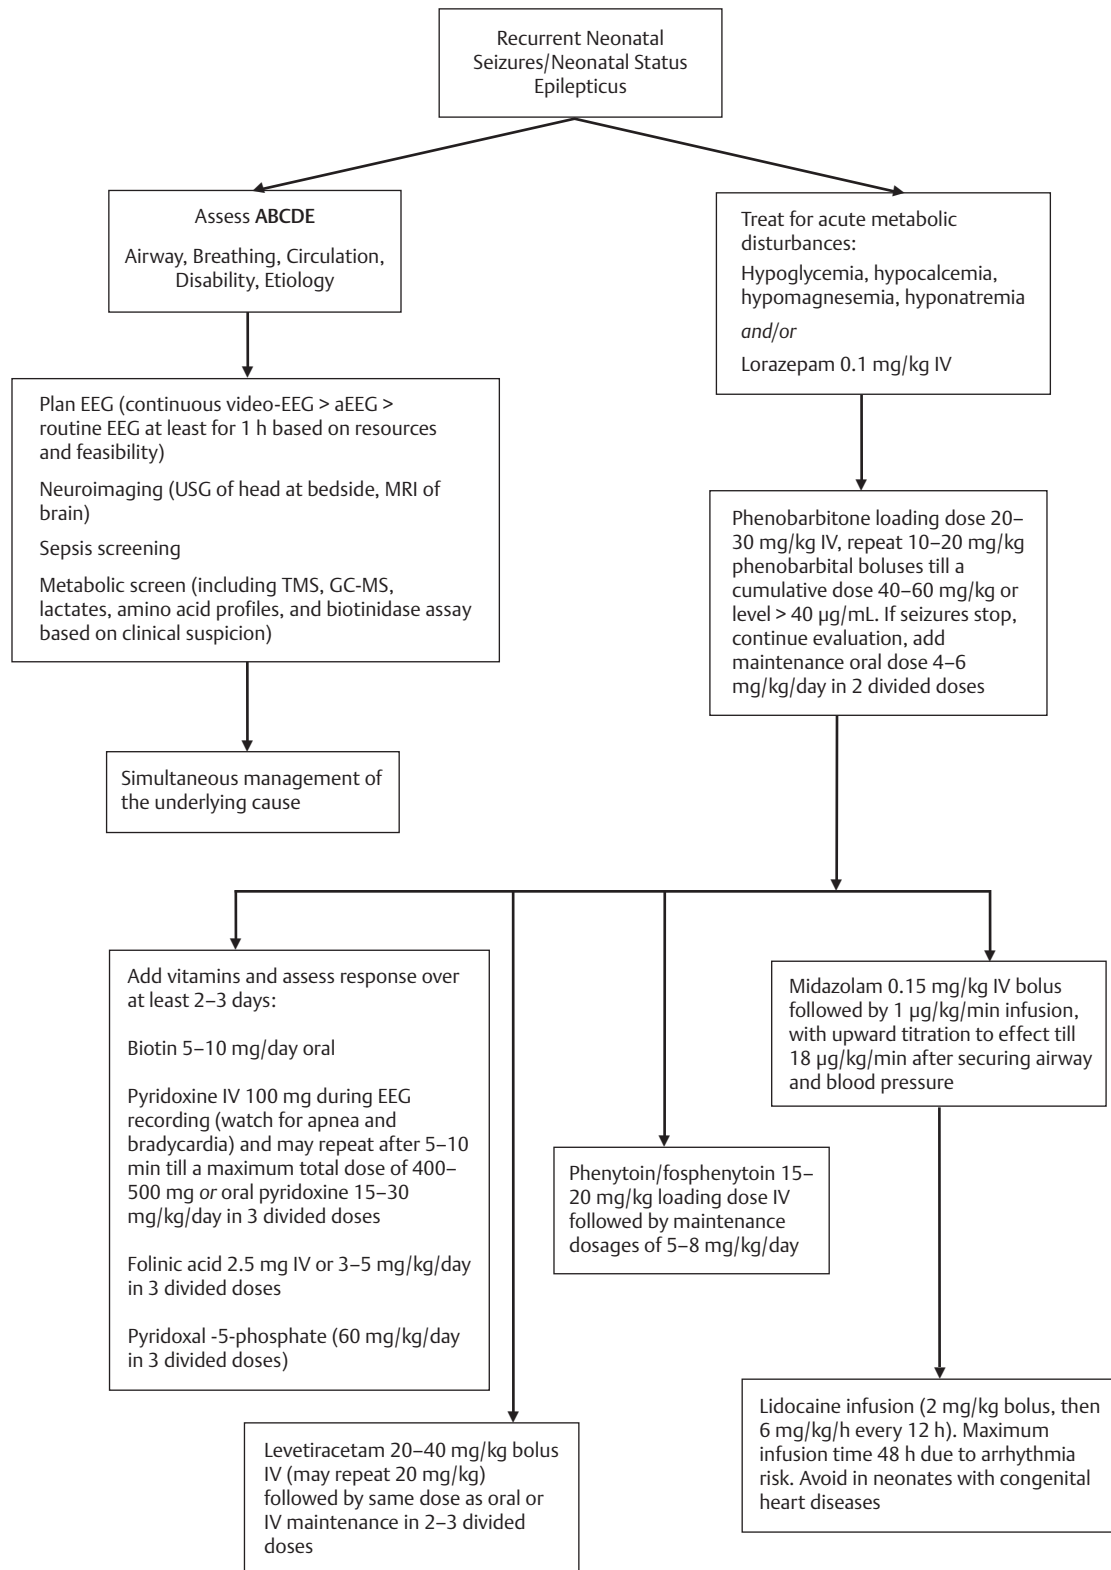 Recurrent Neonatal
Seizures/Neonatal Status
Epilepticus
Assess ABCDE
Airway, Breathing, Circulation,
Disability, Etiology
Treat for acute metabolic
disturbances:
Hypoglycemia, hypocalcemia,
hypomagnesemia, hyponatremia
and/or
Lorazepam 0.1 mg/kg IV
Plan EEG (continuous video-EEG > aEEG >
routine EEG at least for 1 h based on resources
and feasibility)
Neuroimaging (USG of head at bedside, MRI of
brain)
Sepsis screening
Metabolic screen (including TMS, GC-MS,
lactates, amino acid profiles, and biotinidase assay
based on clinical suspicion)
Phenobarbitone loading dose 20–
30 mg/kg IV, repeat 10–20 mg/kg
phenobarbital boluses till a
cumulative dose 40–60 mg/kg or
level > 40 µg/mL. If seizures stop,
continue evaluation, add
maintenance oral dose 4–6
mg/kg/day in 2 divided doses
Simultaneous management of
the underlying cause
Add vitamins and assess response over
at least 2–3 days:
Biotin 5–10 mg/day oral
Pyridoxine IV 100 mg during EEG
recording (watch for apnea and
bradycardia) and may repeat after 5–10
min till a maximum total dose of 400–
500 mg or oral pyridoxine 15–30
mg/kg/day in 3 divided doses
Folinic acid 2.5 mg IV or 3–5 mg/kg/day
in 3 divided doses
Pyridoxal -5-phosphate (60 mg/kg/day
in 3 divided doses)
Levetiracetam 20–40 mg/kg bolus
IV (may repeat 20 mg/kg)
followed by same dose as oral or
IV maintenance in 2–3 divided
doses
Phenytoin/fosphenytoin 15–
20 mg/kg loading dose IV
followed by maintenance
dosages of 5–8 mg/kg/day
Midazolam 0.15 mg/kg IV bolus
followed by 1 µg/kg/min infusion,
with upward titration to effect till
18 µg/kg/min after securing airway
and blood pressure
Lidocaine infusion (2 mg/kg bolus, then
6 mg/kg/h every 12 h). Maximum
infusion time 48 h due to arrhythmia
risk. Avoid in neonates with congenital
heart diseases